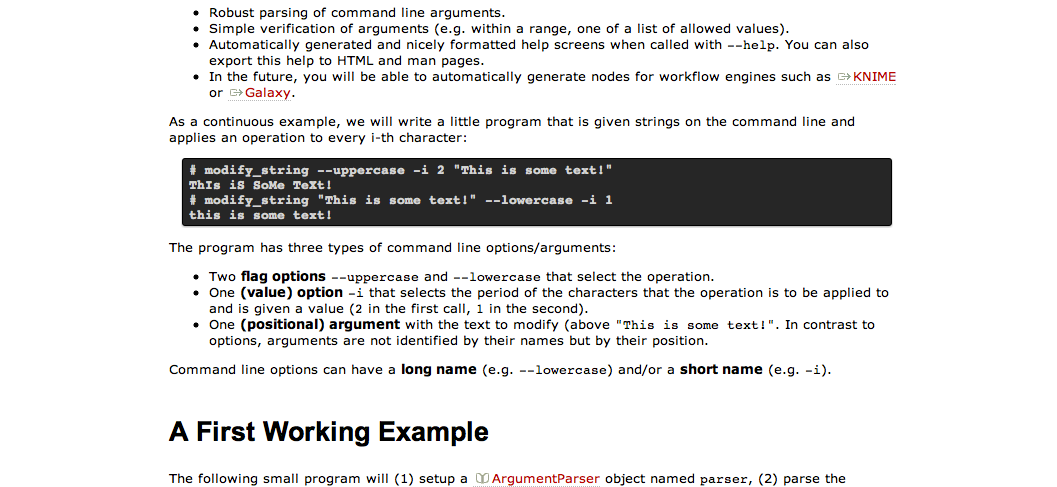 • Robust parsing of command line arguments.
• Simple verification of arguments (e.g. within a range, one of a list of allowed values).
• Automatically generated and nicely formatted help screens when called with --help. You can also
export this help to HTML and man pages.
• In the future, you will be able to automatically generate nodes for workflow engines such as KNIME
or Galaxy.
As a continuous example, we will write a little program that is given strings on the command line and
applies an operation to every i-th character:
# modify_string --uppercase -i 2 "This is some text!"
ThIs iS SoMe TeXt!
# modify_string "This is some text!" --lowercase -i 1
this is some text!
The program has three types of command line options/arguments:
• Two flag options --uppercase and --lowercase that select the operation.
• One (value) option -i that selects the period of the characters that the operation is to be applied to
and is given a value (2 in the first call, 1 in the second).
• One (positional) argument with the text to modify (above "This is some text!". In contrast to
options, arguments are not identified by their names but by their position.
Command line options can have a long name (e.g. --lowercase) and/or a short name (e.g. -i).
A First Working Example
The following small program will (1) setup a ArgumentParser object named parser, (2) parse the